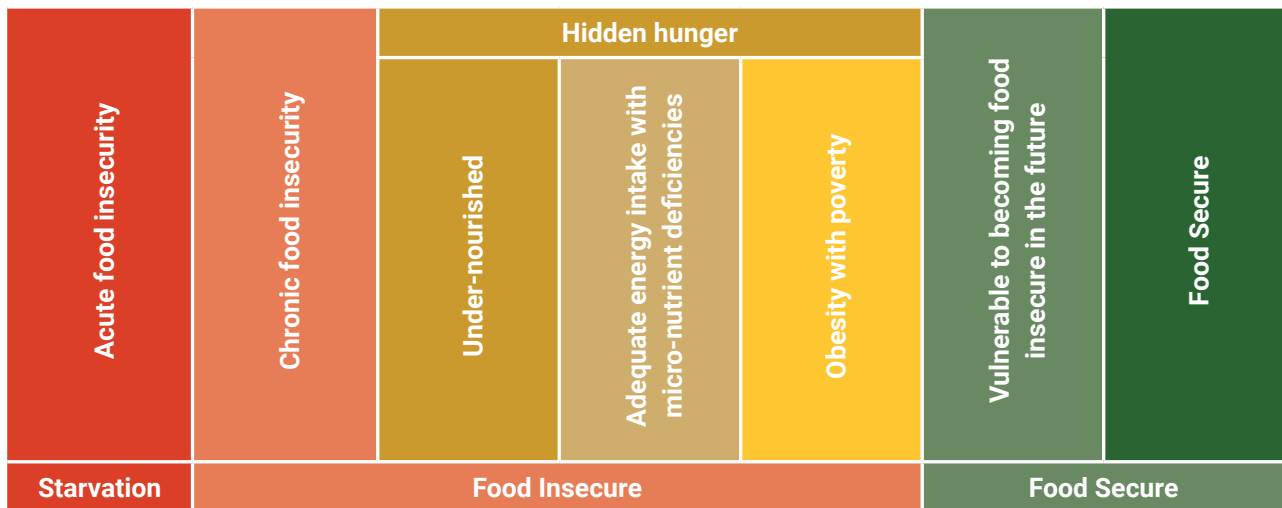 Hidden hunger
Acute food insecurity
Chronic food insecurity
Under-nourished
Adequate energy intake with
micro-nutrient deficiencies
Obesity with poverty
Vulnerable to becoming food
insecure in the future
Food Secure
Starvation
Food Insecure
Food Secure